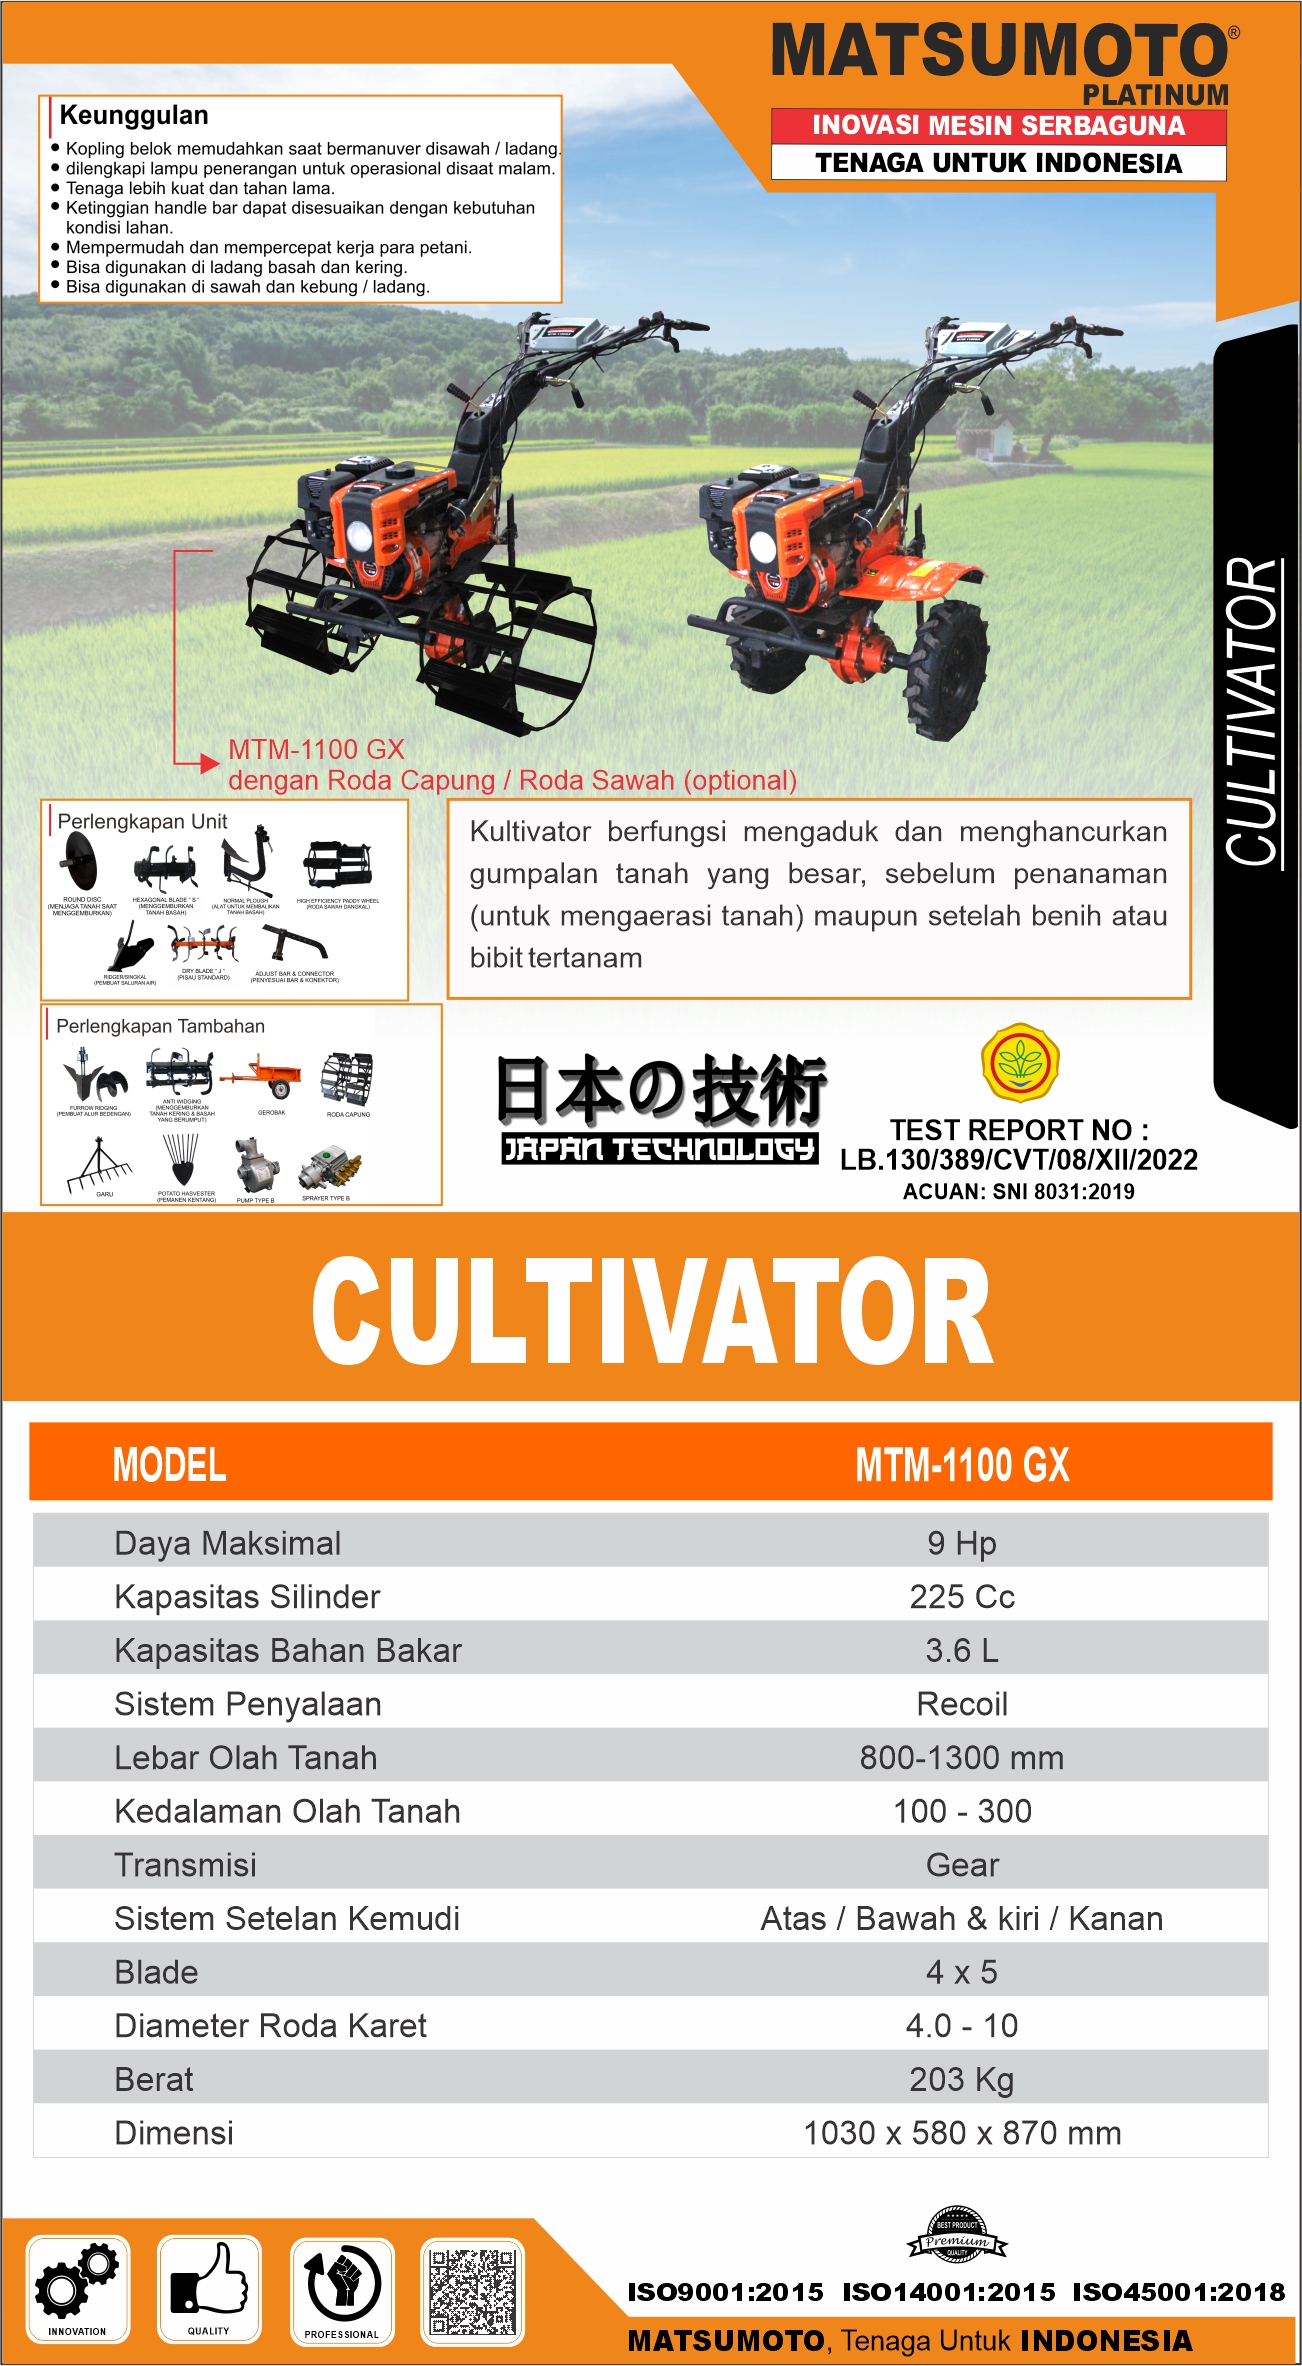 MATSUMOTO®
PLATINUM
INOVASI MESIN SERBAGUNA
TENAGA UNTUK INDONESIA
Keunggulan
• Kopling belok memudahkan saat bermanuver disawah / ladang.
• dilengkapi lampu penerangan untuk operasional disaat malam.
• Tenaga lebih kuat dan tahan lama.
• Ketinggian handle bar dapat disesuaikan dengan kebutuhan
kondisi lahan.
• Mempermudah dan mempercepat kerja para petani.
• Bisa digunakan di ladang basah dan kering.
• Bisa digunakan di sawah dan kebung / ladang.
CULTIVATOR
MTM-1100 GX
dengan Roda Capung / Roda Sawah (optional)
Perlengkapan Unit
ROUND DISC
(MENJAGA TANAH SAAT
MENGGEMBURKAN)
HEXAGONAL BLADE " S "
(MENGGEMBURKAN
TANAH BASAH)
NORMAL PLOUGH
(ALAT UNTUK MEMBALIKAN
TANAH BASAH)
HIGH EFFICIENCY PADDY WHEEL
(RODA SAWAH DANGKAL)
RIDGER/SINGKAL
(PEMBUAT SALURAN AIR)
DRY BLADE " J "
(PISAU STANDARD)
ADJUST BAR & CONNECTOR
(PENYESUAI BAR & KONEKTOR)
Kultivator berfungsi mengaduk dan menghancurkan
gumpalan tanah yang besar, sebelum penanaman
(untuk mengaerasi tanah) maupun setelah benih atau
bibit tertanam
Perlengkapan Tambahan
FURROW RIDGING
(PEMBUAT ALUR BEDENGAN)
ANTI WIDGING
(MENGGEMBURKAN
TANAH KERING & BASAH
YANG BERUMPUT)
GEROBAK
RODA CAPUNG
GARU
POTATO HASVESTER
(PEMANEN KENTANG)
PUMP TYPE B
SPRAYER TYPE B
日本の技術
JAPAN TECHNOLOGY
TEST REPORT NO :
LB.130/389/CVT/08/XII/2022
ACUAN: SNI 8031:2019
CULTIVATOR
MODEL MTM-1100 GX
Daya Maksimal 9 Hp
Kapasitas Silinder 225 Cc
Kapasitas Bahan Bakar 3.6 L
Sistem Penyalaan Recoil
Lebar Olah Tanah 800-1300 mm
Kedalaman Olah Tanah 100 - 300
Transmisi Gear
Sistem Setelan Kemudi Atas / Bawah & kiri / Kanan
Blade 4 x 5
Diameter Roda Karet 4.0 - 10
Berat 203 Kg
Dimensi 1030 x 580 x 870 mm
INNOVATION
QUALITY
PROFESSIONAL
BEST PRODUCT
Premium
QUALITY
ISO9001:2015 ISO14001:2015 ISO45001:2018
MATSUMOTO, Tenaga Untuk INDONESIA